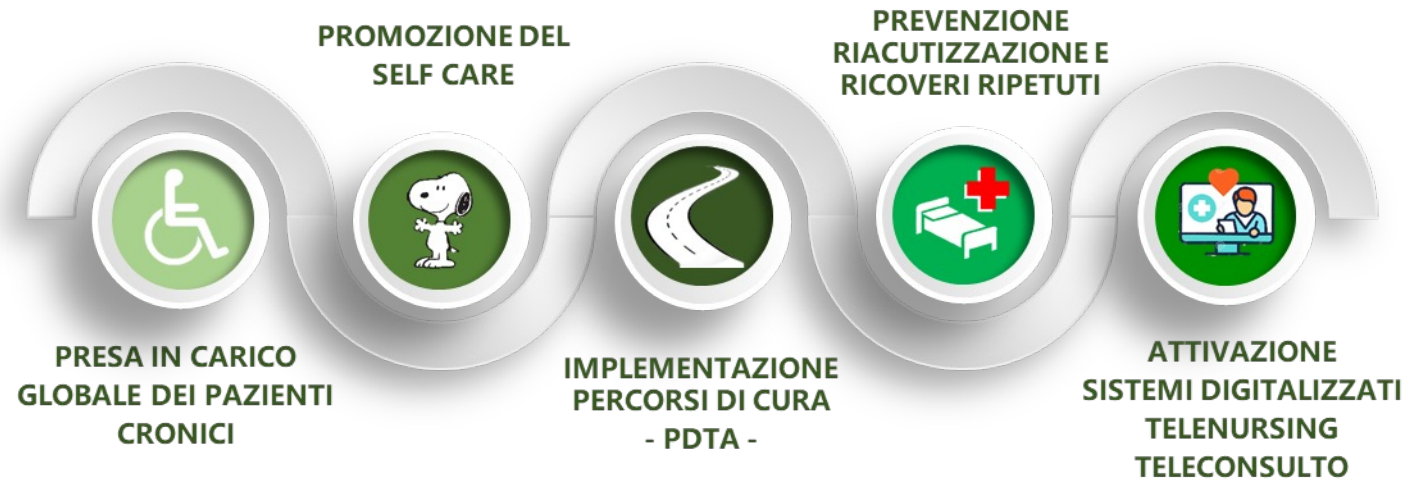 PRESA IN CARICO
GLOBALE DEI PAZIENTI
CRONICI
PROMOZIONE DEL
SELF CARE
IMPLEMENTAZIONE
PERCORSI DI CURA
- PDTA -
PREVENZIONE
RIACUTIZZAZIONE E
RICOVERI RIPETUTI
ATTIVAZIONE
SISTEMI DIGITALIZZATI
TELENURSING
TELECONSULTO